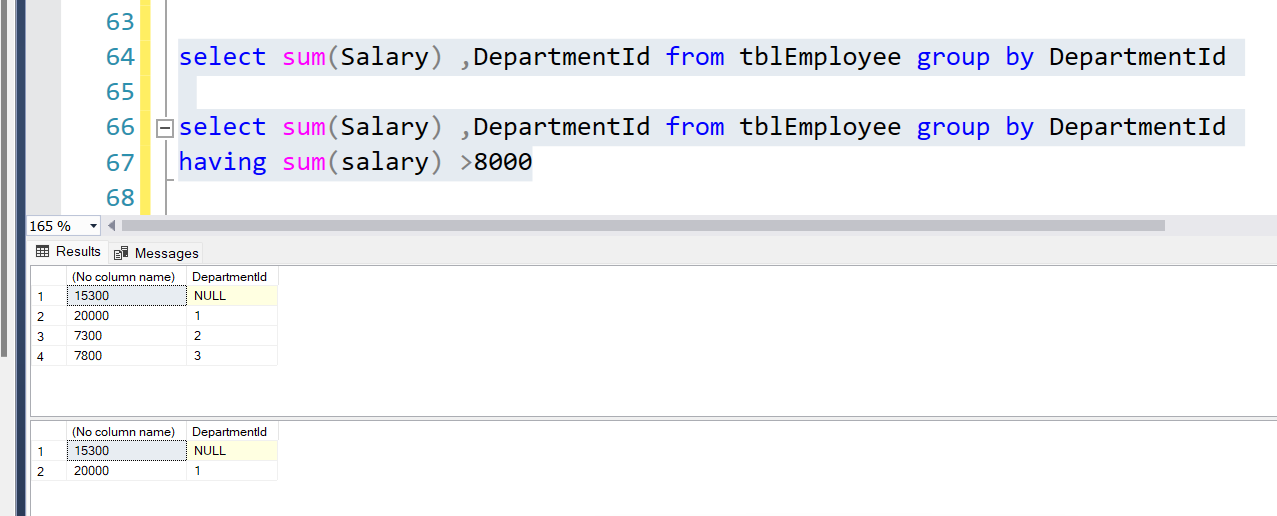 63
64 select sum(Salary) ,DepartmentId from tblEmployee group by DepartmentId
65
66 select sum(Salary) ,DepartmentId from tblEmployee group by DepartmentId
67 having sum(salary) >8000
68
165 %
Results Messages
(No column name) DepartmentId
1 15300 NULL
2 20000 1
3 7300 2
4 7800 3
(No column name) DepartmentId
1 15300 NULL
2 20000 1